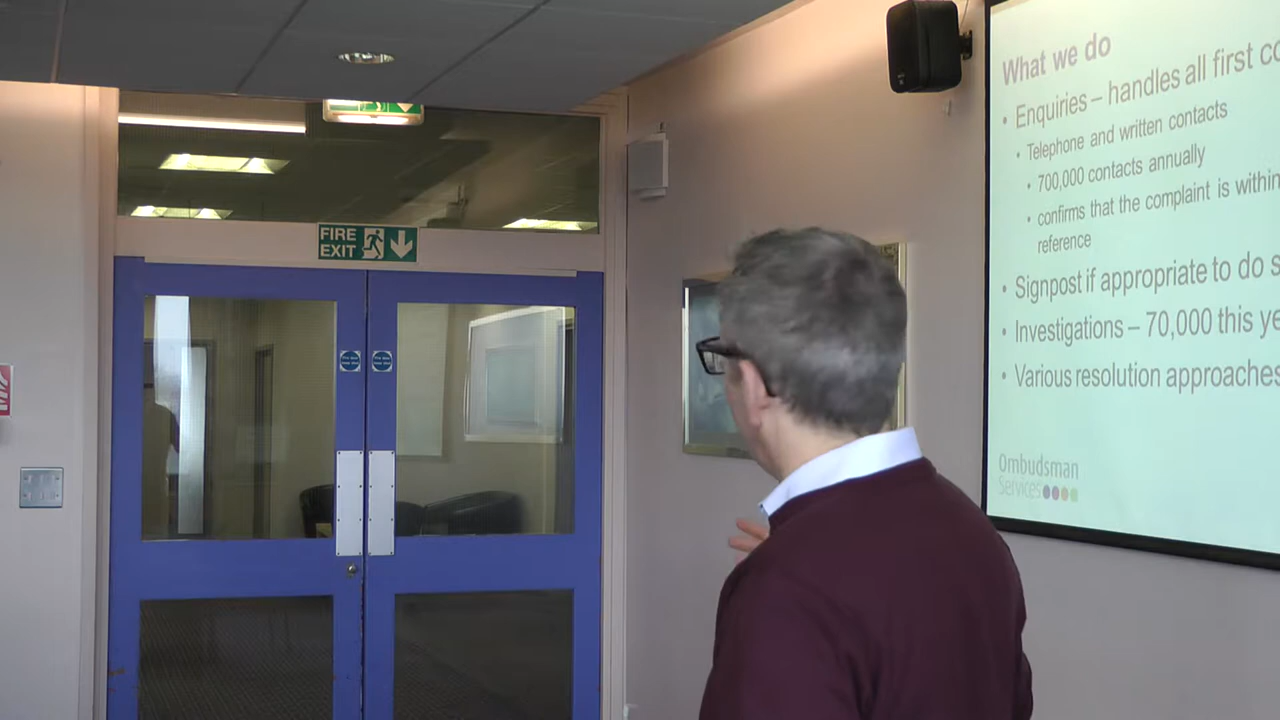 FIRE
EXIT
What we do
• Enquiries – handles all first
• Telephone and written contacts
• 700,000 contacts annually
• confirms that the complaint is within
reference
• Signpost if appropriate to do
• Investigations – 70,000 this
• Various resolution approaches
Ombudsman
Services